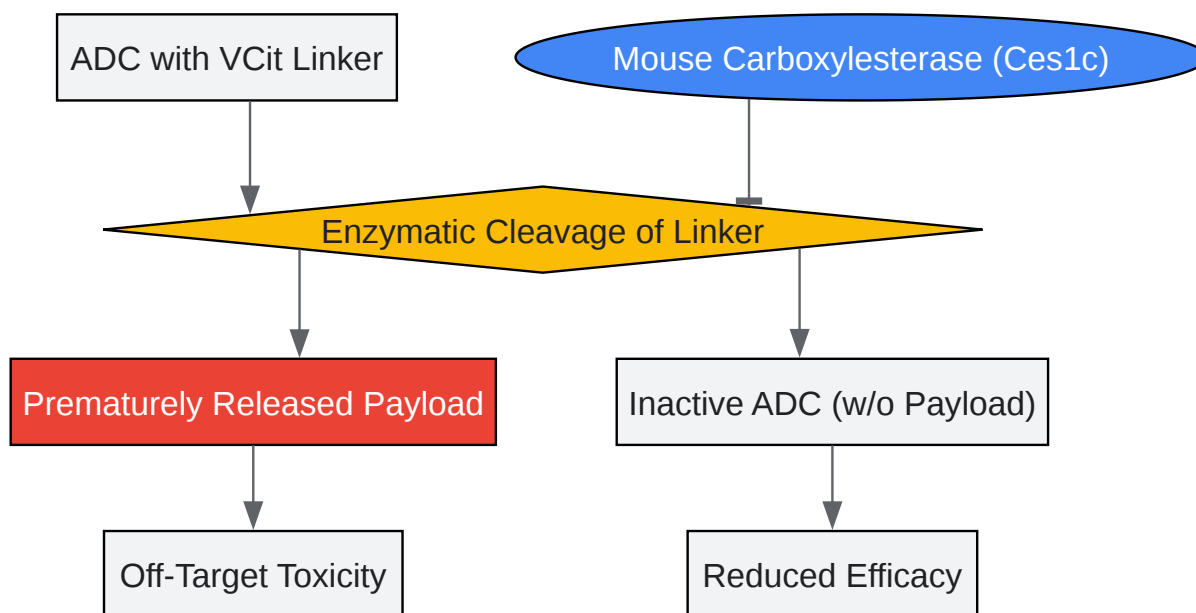 ADC with VCit Linker
Mouse Carboxylesterase (Ces1c)
Enzymatic Cleavage of Linker
Prematurely Released Payload
Inactive ADC (w/o Payload)
Off-Target Toxicity
Reduced Efficacy